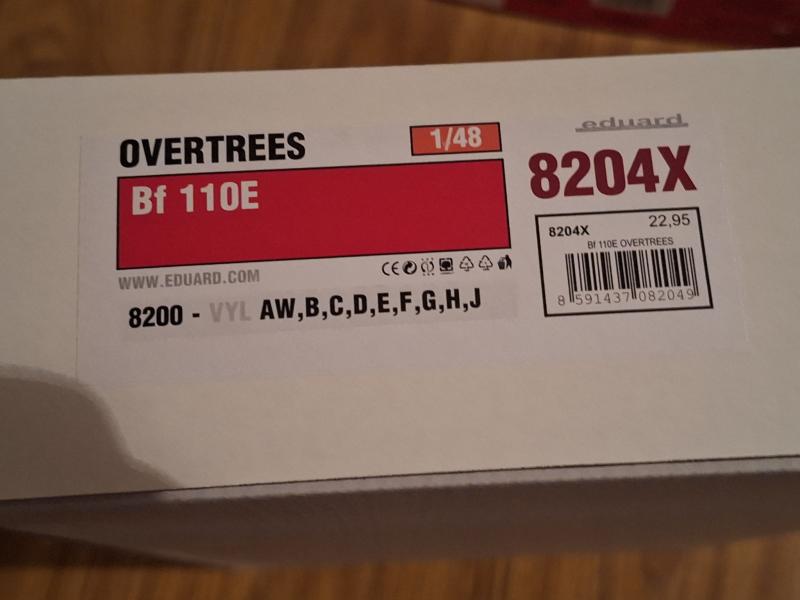 OVERTREES
1/48
eduard
Bf 110E
8204X
8204X
22,95
Bf 110E OVERTREES
8 591437 082049
WWW.EDUARD.COM
CE
8200 - VYL AW,B,C,D,E,F,G,H,J